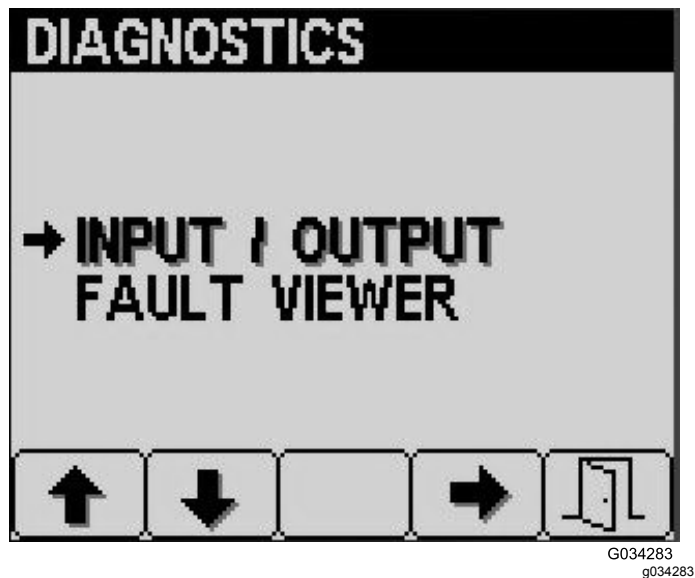 DIAGNOSTICS
INPUT / OUTPUT
FAULT VIEWER
G034283
g034283